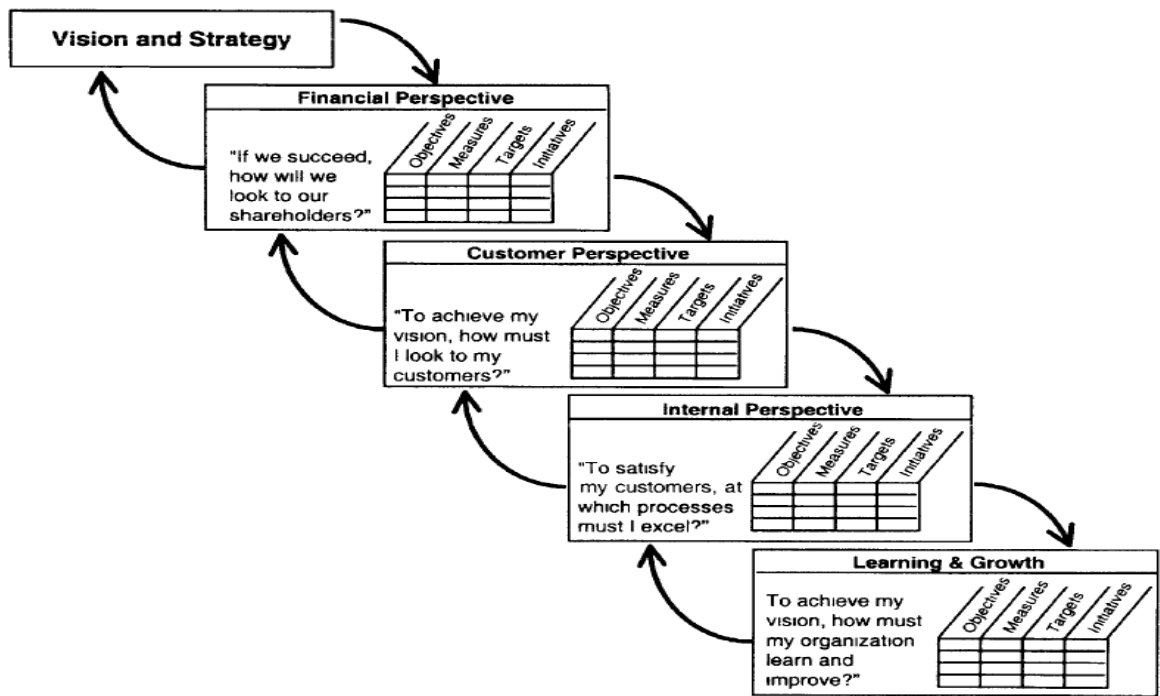 Vision and Strategy
Financial Perspective
Objectives
Measures
Targets
Initiatives
"If we succeed,
how will we
look to our
shareholders?"
Customer Perspective
Objectives
Measures
Targets
Initiatives
"To achieve my
vision, how must
I look to my
customers?"
Internal Perspective
Objectives
Measures
Targets
Initiatives
"To satisfy
my customers, at
which processes
must I excel?"
Learning & Growth
Objectives
Measures
Targets
Initiatives
To achieve my
vision, how must
my organization
learn and
improve?"